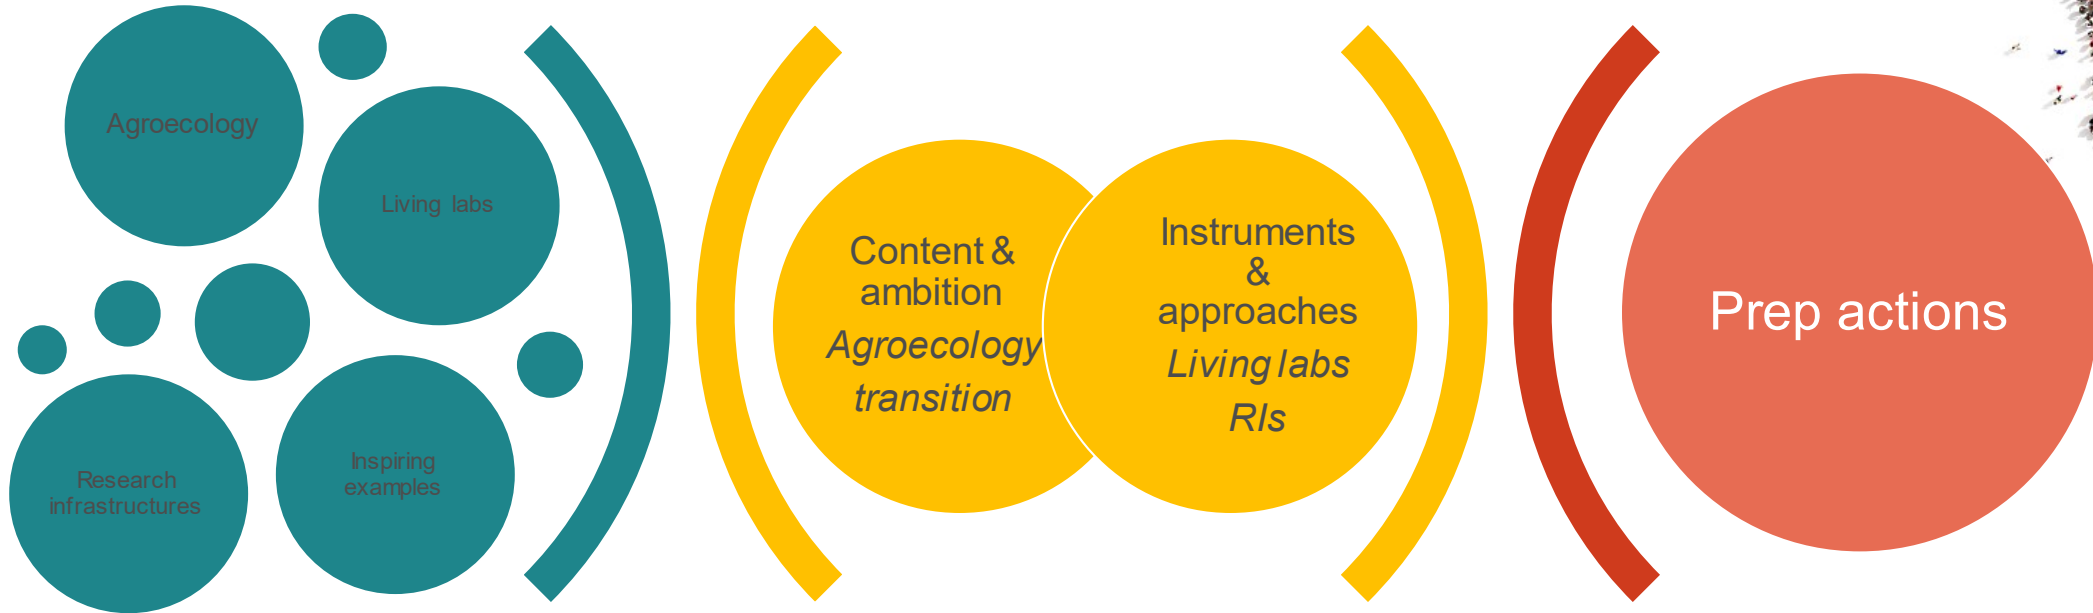 Agroecology
Living labs
Research
infrastructures
Inspiring
examples
Content &
ambition
Agroecology
transition
Instruments
&
approaches
Living labs
RIs
Prep actions